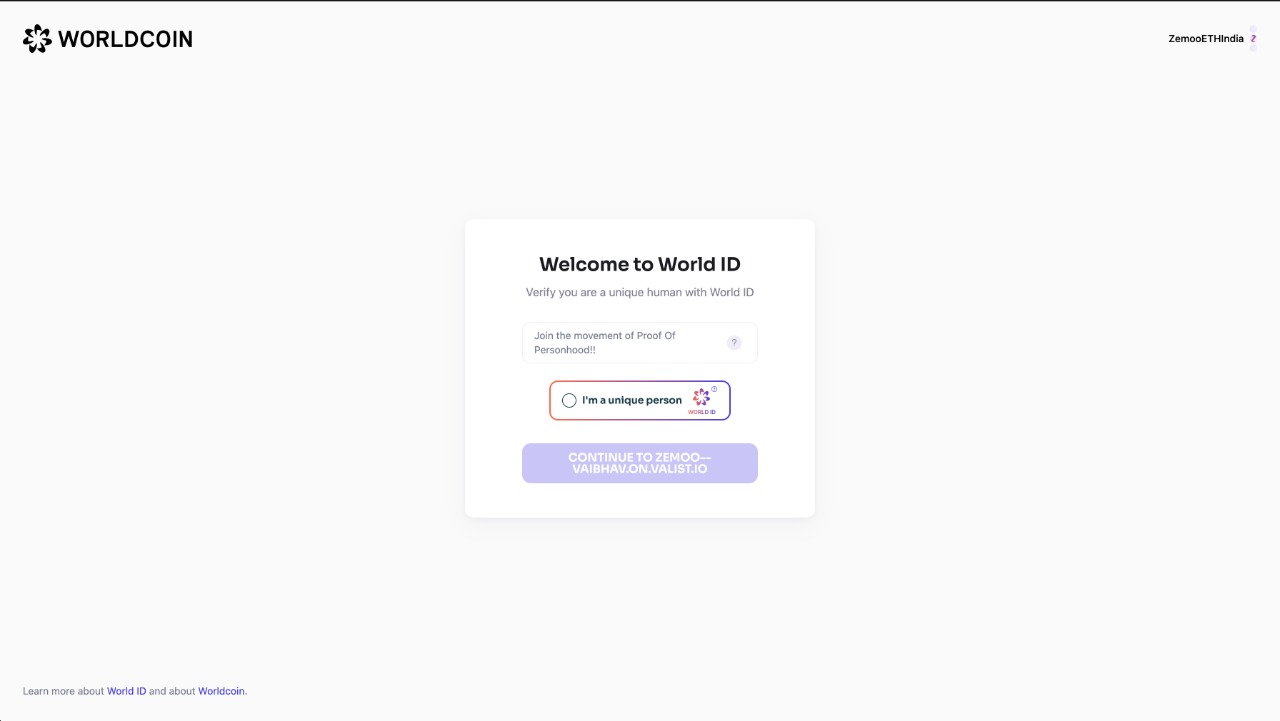 WORLDCOIN
ZemooETHIndia
Z
Welcome to World ID
Verify you are a unique human with World ID
Join the movement of Proof Of
Personhood!!
?
I'm a unique person
WORLD ID
CONTINUE TO ZEMOO--
VAIBHAV.ON.VALIST.IO
Learn more about World ID and about Worldcoin.